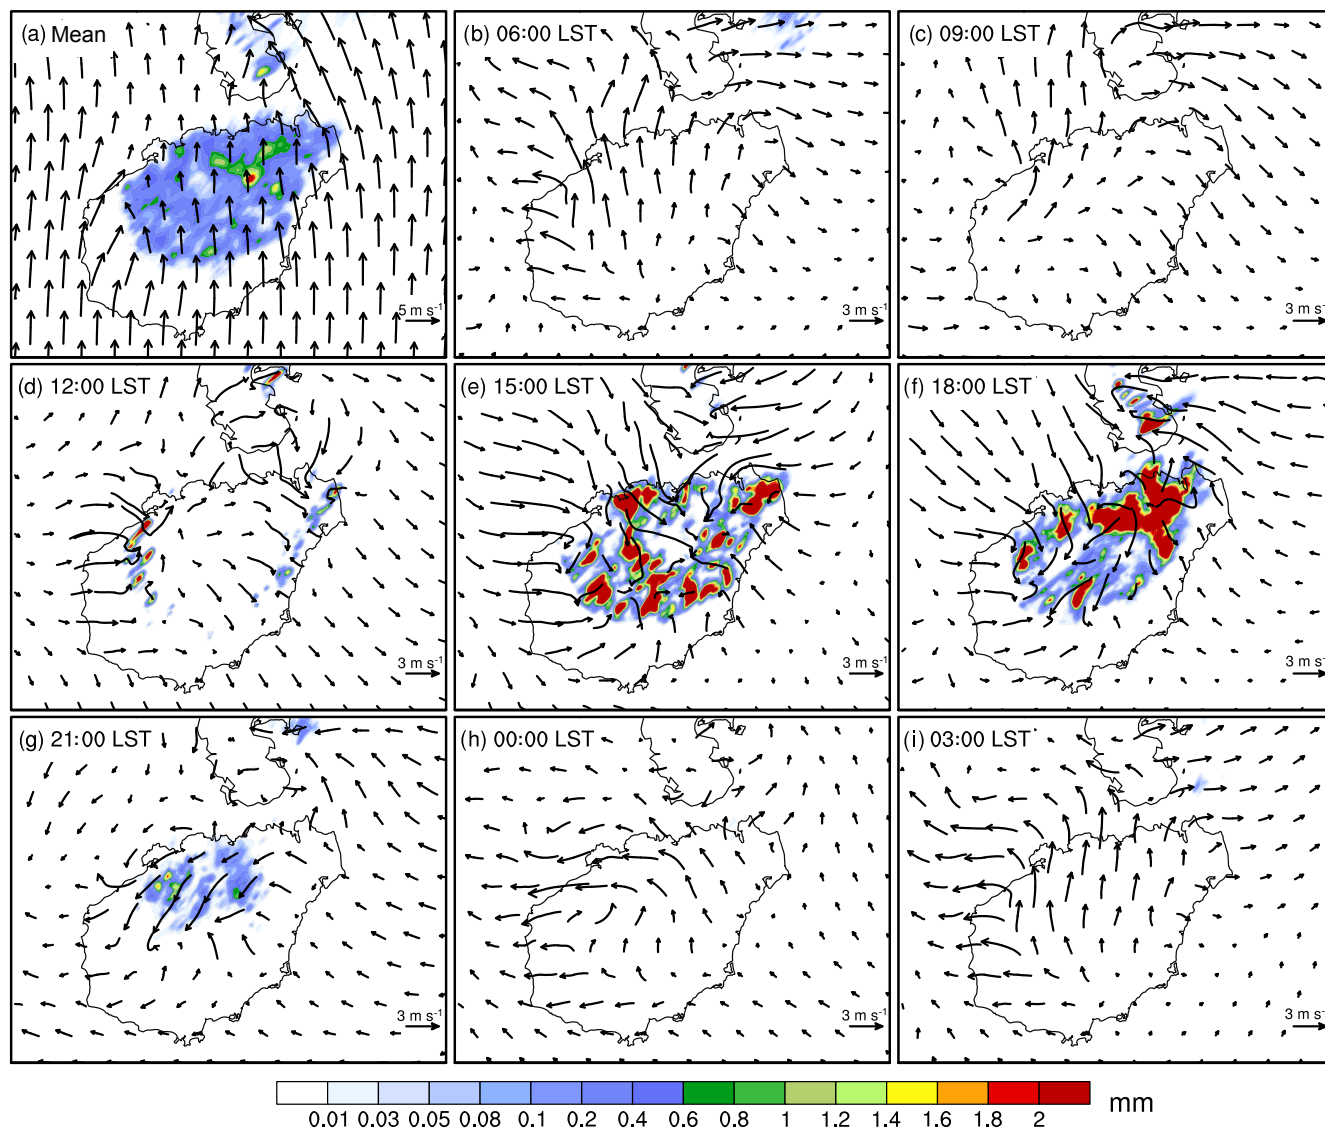 (a) Mean
5 m s⁻¹
(b) 06:00 LST
3 m s⁻¹
(c) 09:00 LST
3 m s⁻¹
(d) 12:00 LST
3 m s⁻¹
(e) 15:00 LST
3 m s⁻¹
(f) 18:00 LST
3 m s⁻¹
(g) 21:00 LST
3 m s⁻¹
(h) 00:00 LST
3 m s⁻¹
(i) 03:00 LST
3 m s⁻¹
0.01 0.03 0.05 0.08 0.1 0.2 0.4 0.6 0.8 1 1.2 1.4 1.6 1.8 2 mm